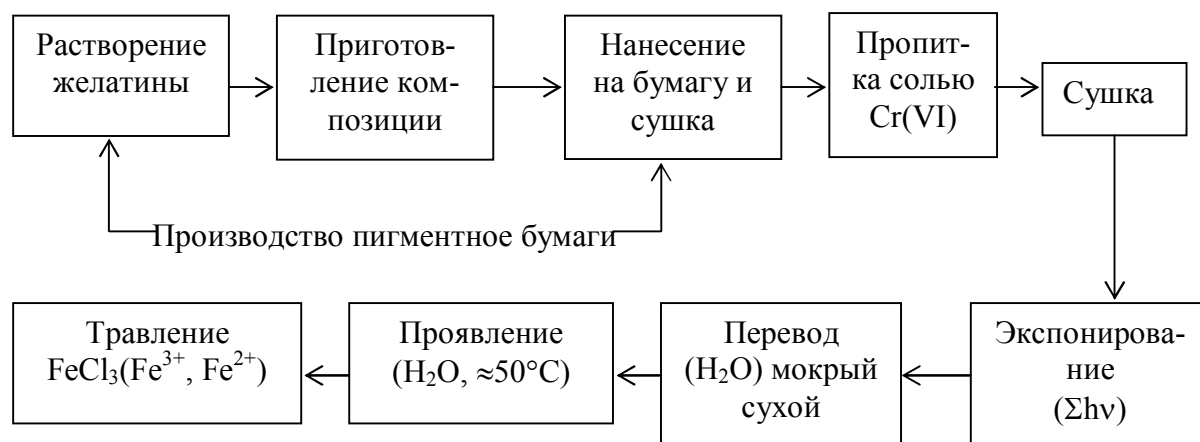 Растворение
желатины
Приготов-
ление ком-
позиции
Нанесение
на бумагу и
сушка
Пропит-
ка солью
Cr(VI)
Сушка
Производство пигментное бумаги
Травление
FeCl₃(Fe³⁺, Fe²⁺)
Проявление
(H₂O, ≈50°C)
Перевод
(H₂O) мокрый
сухой
Экспонирова-
ние
(Σhν)